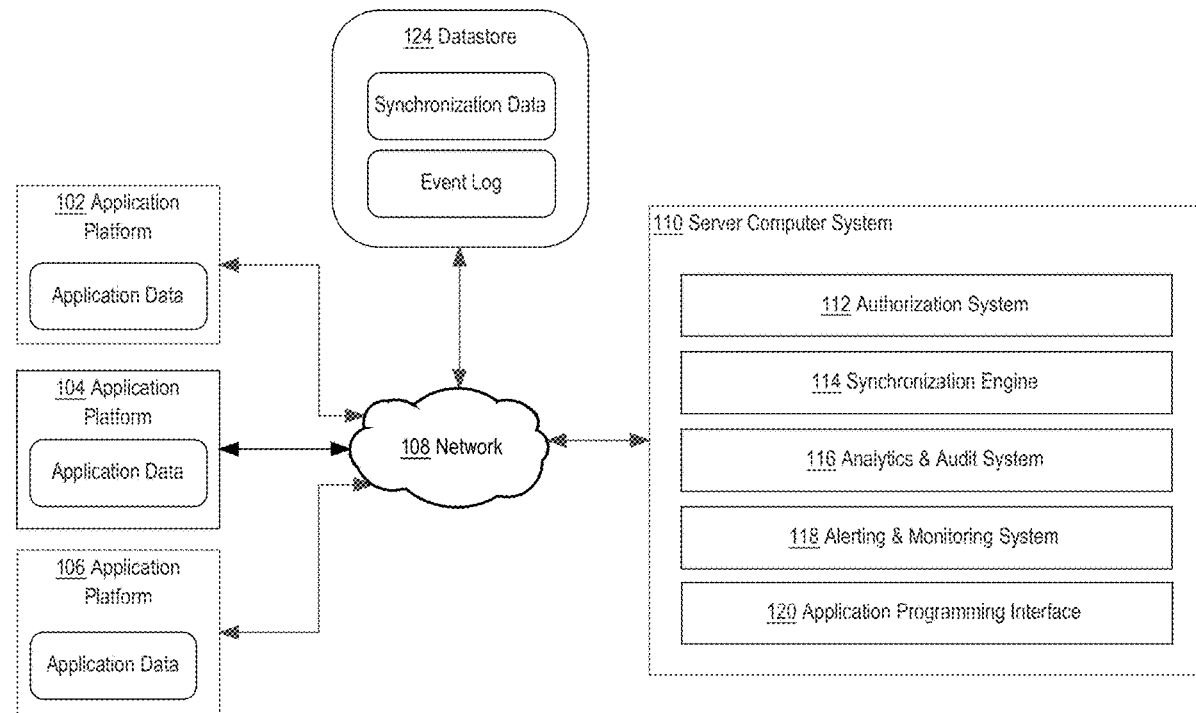 124 Datastore
Synchronization Data
Event Log
102 Application
Platform
Application Data
104 Application
Platform
Application Data
106 Application
Platform
Application Data
108 Network
110 Server Computer System
112 Authorization System
114 Synchronization Engine
116 Analytics & Audit System
118 Alerting & Monitoring System
120 Application Programming Interface